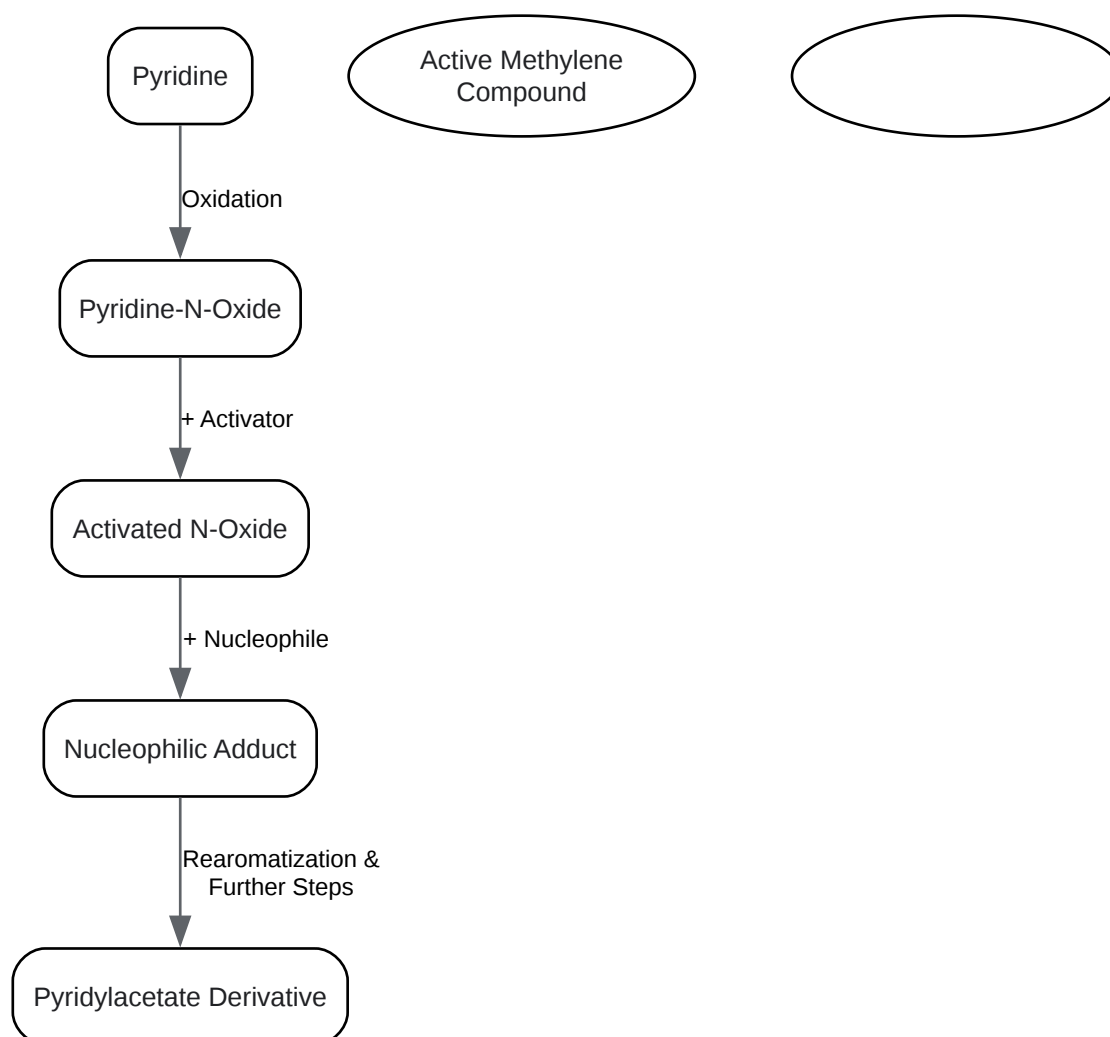 Pyridine
Active Methylene
Compound
Oxidation
Pyridine-N-Oxide
+ Activator
Activated N-Oxide
+ Nucleophile
Nucleophilic Adduct
Rearomatization &
Further Steps
Pyridylacetate Derivative